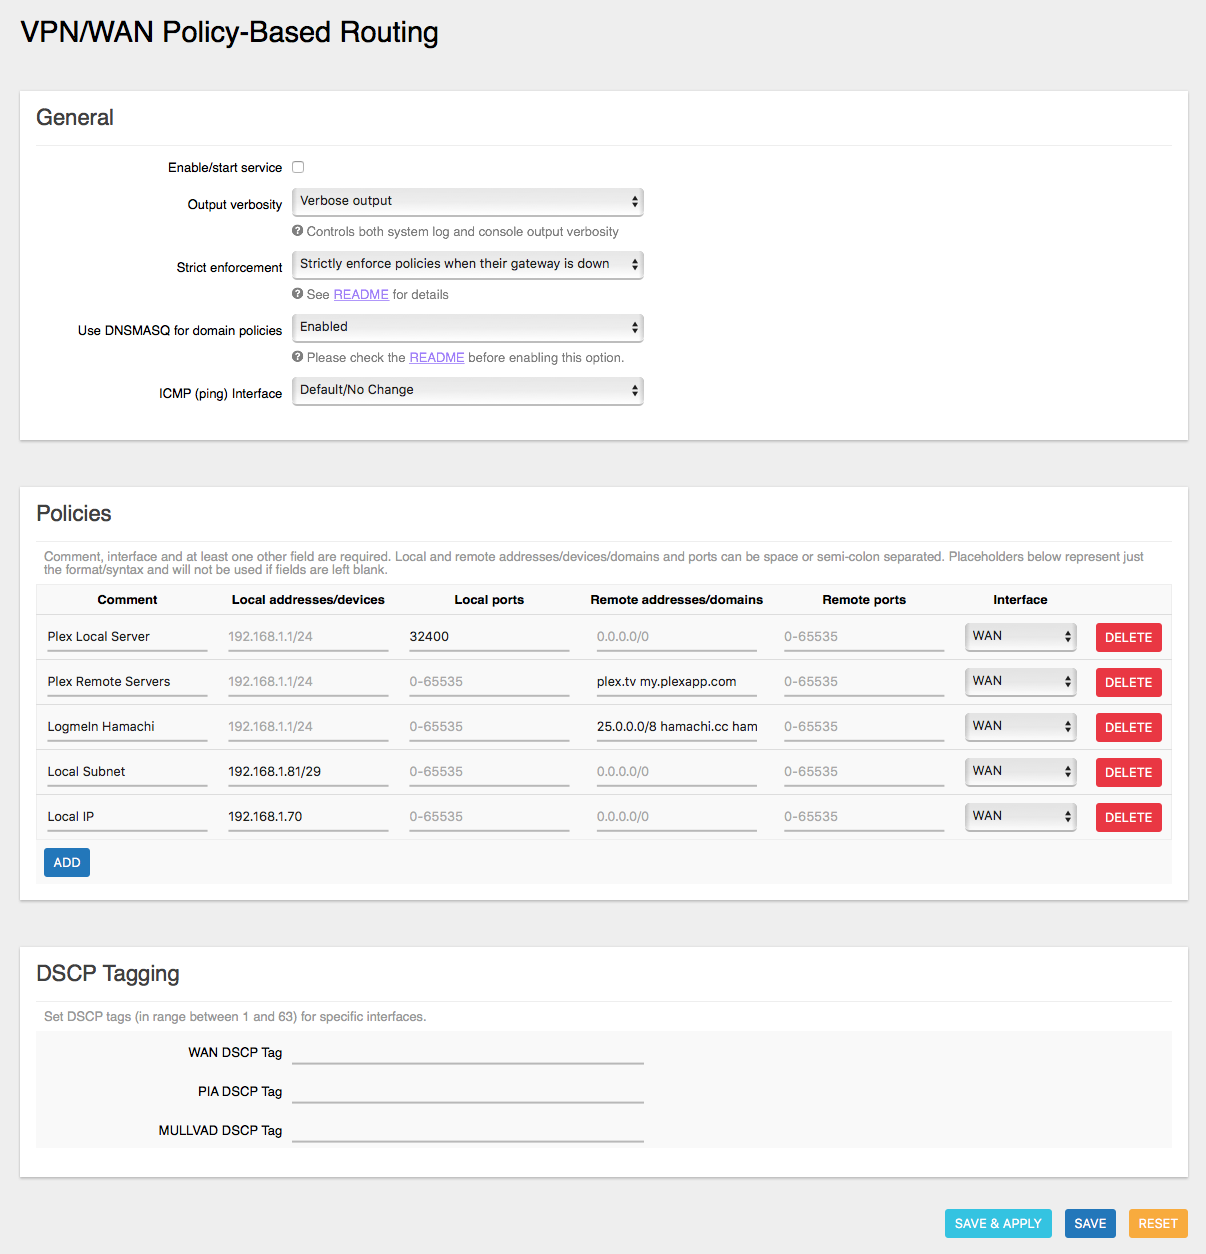 VPN/WAN Policy-Based Routing
General
Enable/start service
Output verbosity Verbose output
Controls both system log and console output verbosity
Strict enforcement Strictly enforce policies when their gateway is down
See README for details
Use DNSMASQ for domain policies Enabled
Please check the README before enabling this option.
ICMP (ping) Interface Default/No Change
Policies
Comment, interface and at least one other field are required. Local and remote addresses/devices/domains and ports can be space or semi-colon separated. Placeholders below represent just
the format/syntax and will not be used if fields are left blank.
Comment Local addresses/devices Local ports Remote addresses/domains Remote ports Interface
Plex Local Server 192.168.1.1/24 32400 0.0.0.0/0 0-65535 WAN DELETE
Plex Remote Servers 192.168.1.1/24 0-65535 plex.tv my.plexapp.com 0-65535 WAN DELETE
LogmeIn Hamachi 192.168.1.1/24 0-65535 25.0.0.0/8 hamachi.cc ham 0-65535 WAN DELETE
Local Subnet 192.168.1.81/29 0-65535 0.0.0.0/0 0-65535 WAN DELETE
Local IP 192.168.1.70 0-65535 0.0.0.0/0 0-65535 WAN DELETE
ADD
DSCP Tagging
Set DSCP tags (in range between 1 and 63) for specific interfaces.
WAN DSCP Tag
PIA DSCP Tag
MULLVAD DSCP Tag
SAVE & APPLY SAVE RESET